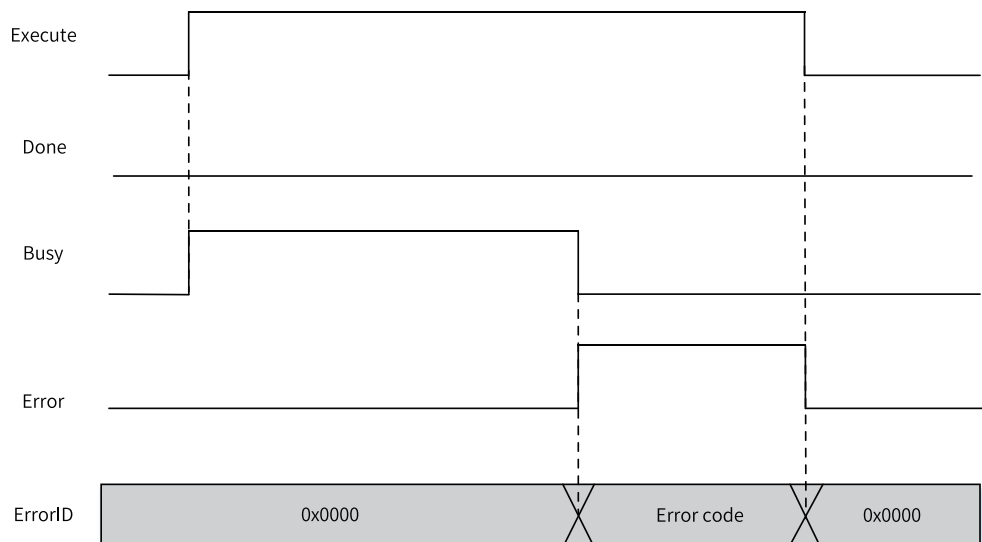 Execute
Done
Busy
Error
ErrorID 0x0000 Error code 0x0000